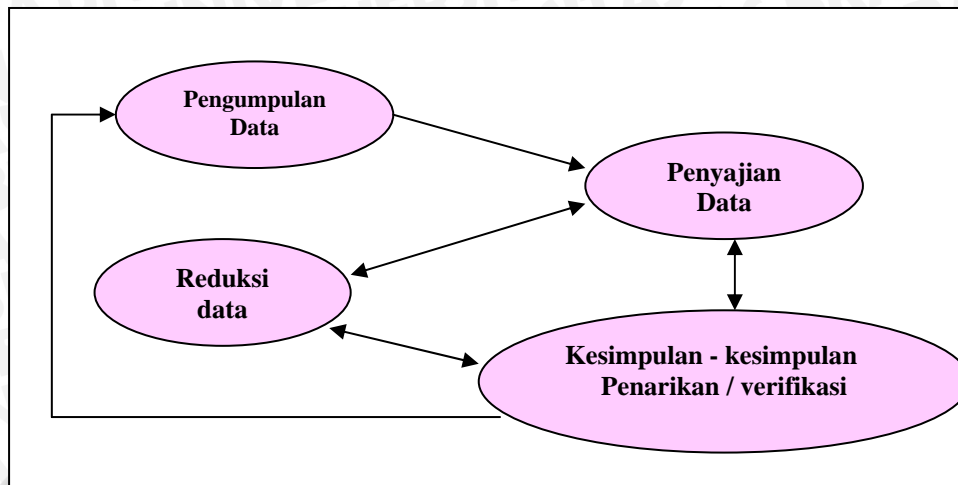 Pengumpulan
Data
Penyajian
Data
Reduksi
data
Kesimpulan - kesimpulan
Penarikan / verifikasi